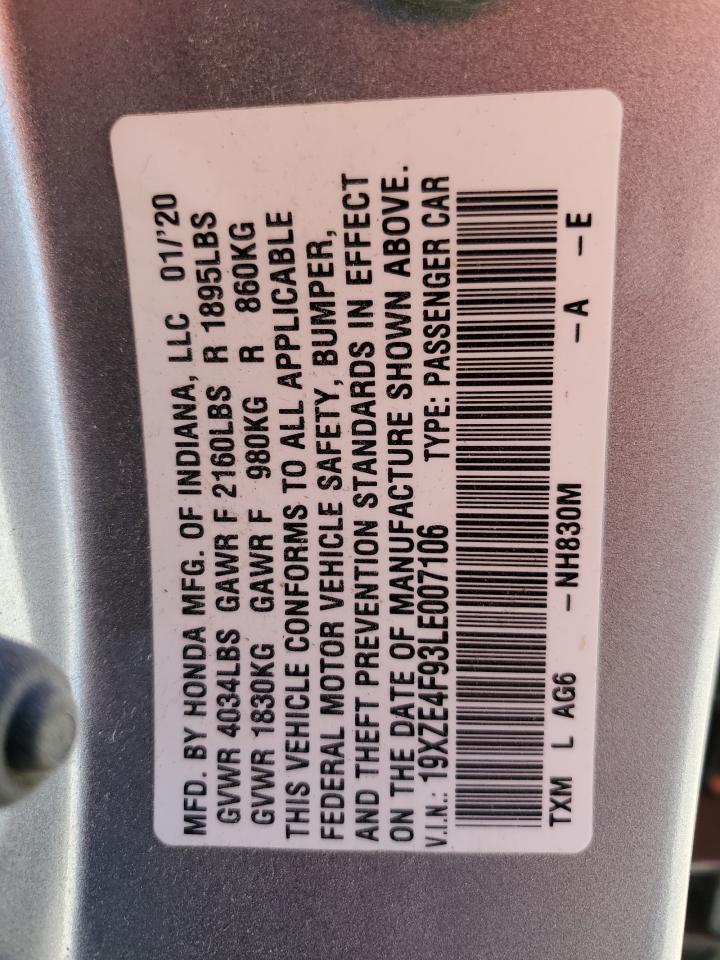 MFD. BY HONDA MFG. OF INDIANA, LLC 01/'20
GVWR 4034LBS GAWR F 2160LBS R 1895LBS
GVWR 1830KG GAWR F 980KG R 860KG
THIS VEHICLE CONFORMS TO ALL APPLICABLE
FEDERAL MOTOR VEHICLE SAFETY, BUMPER,
AND THEFT PREVENTION STANDARDS IN EFFECT
ON THE DATE OF MANUFACTURE SHOWN ABOVE.
V.I.N.: 19XZE4F93LE007106 TYPE: PASSENGER CAR
TXM L AG6 -NH830M -A -E